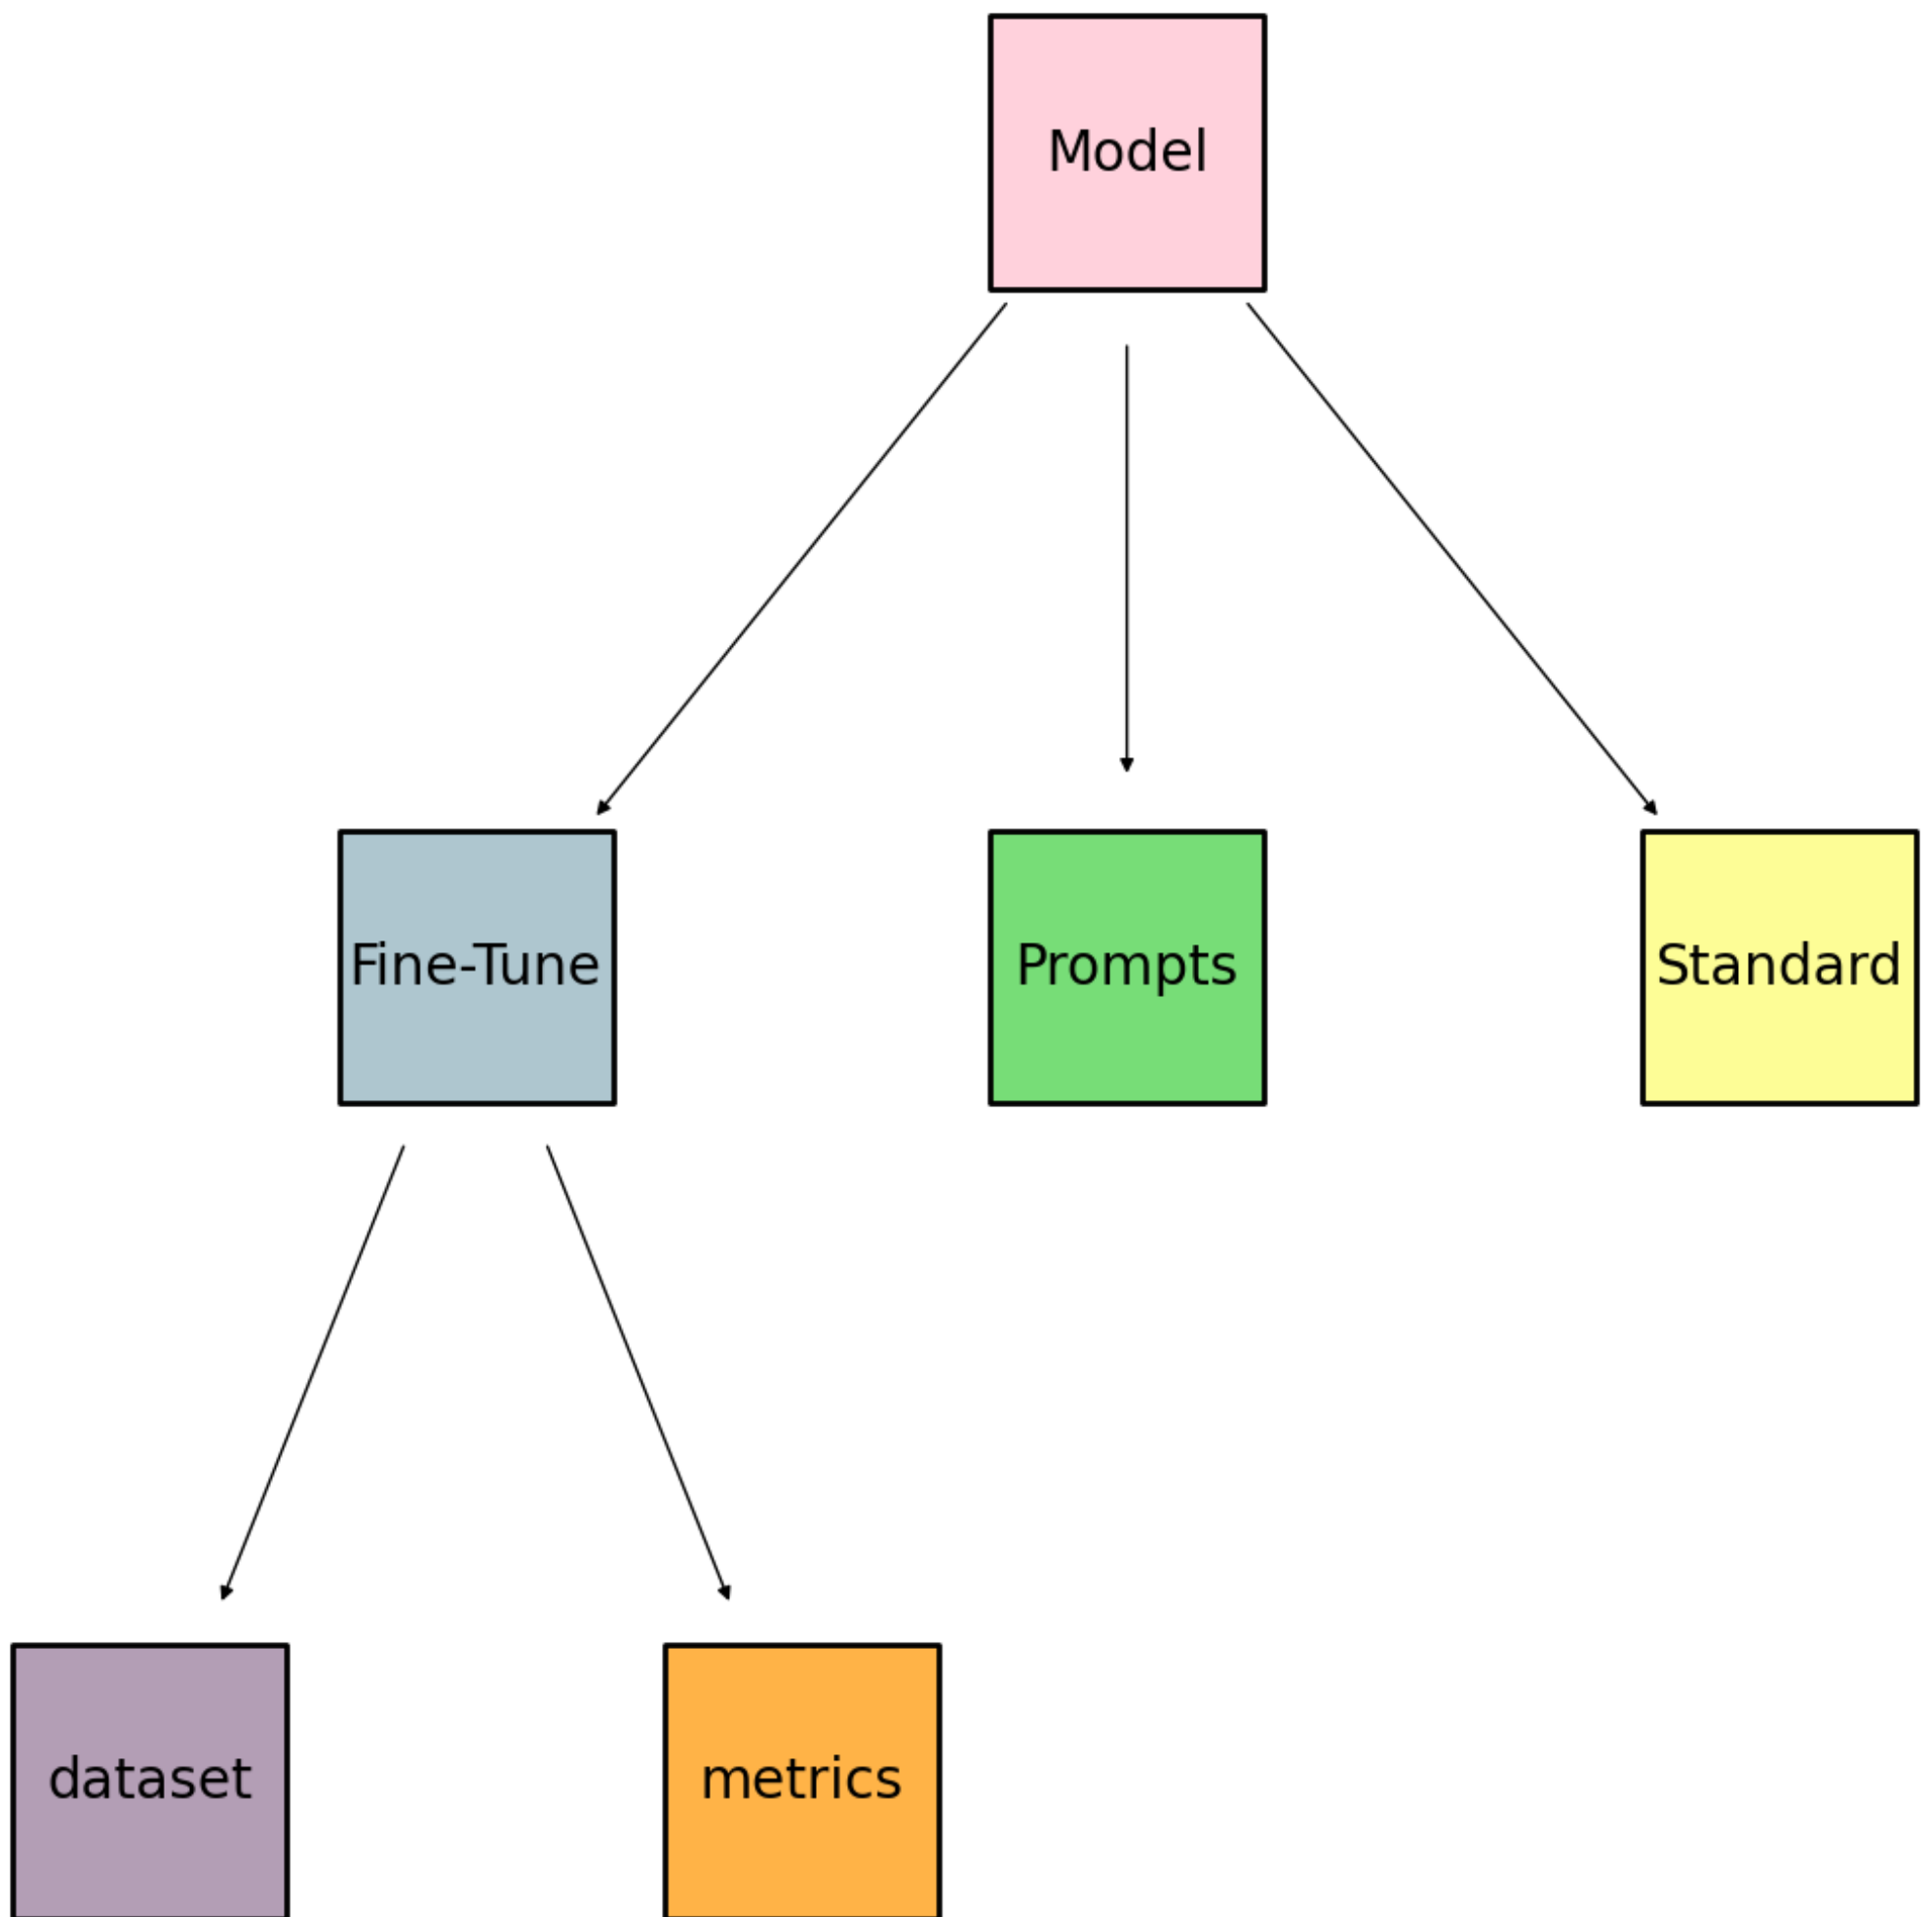 Model
Fine-Tune
Prompts
Standard
dataset
metrics